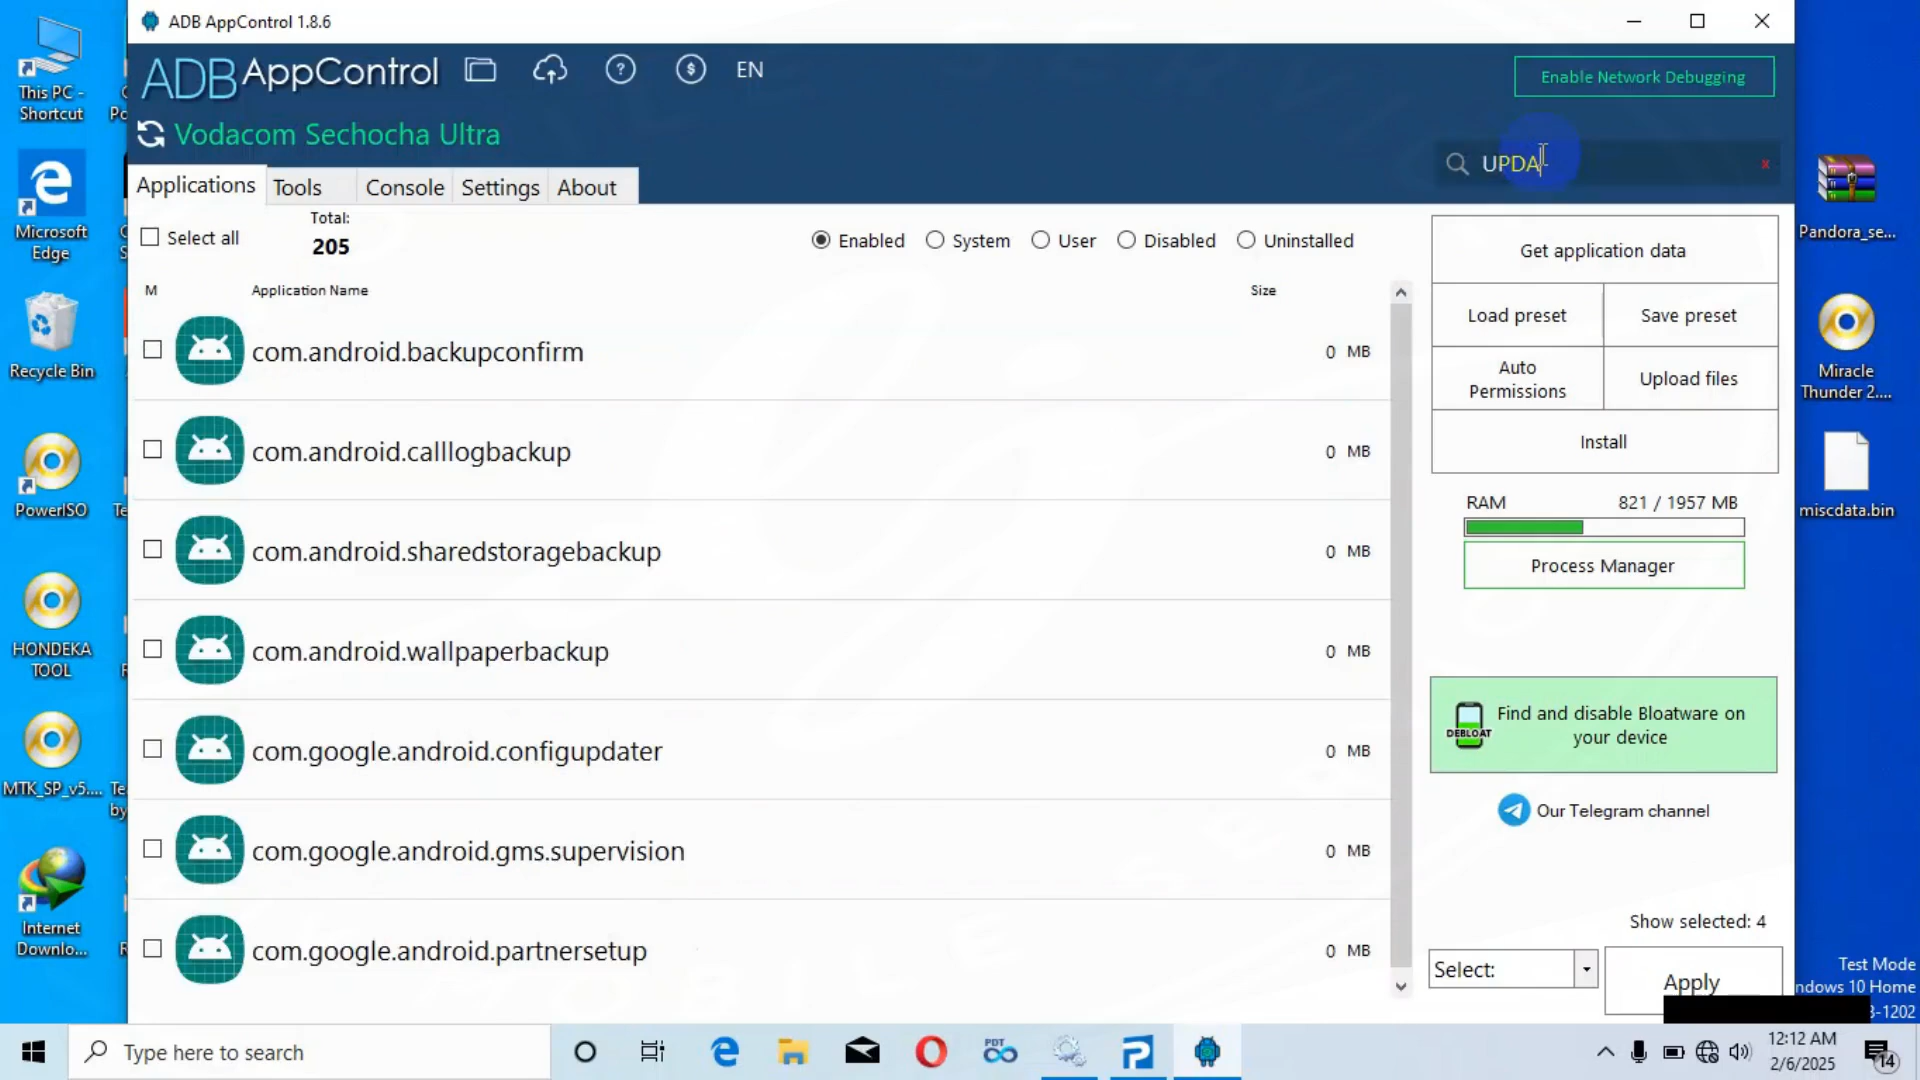 This PC -
Shortcut
Microsoft
Edge
Recycle Bin
PowerISO
HONDEKA
TOOL
MTK_SP_v5....
Internet
Downlo...
ADB AppControl 1.8.6
ADB AppControl
EN
Enable Network Debugging
Vodacom Sechocha Ultra
UPDA
x
Applications
Tools
Console
Settings
About
Select all
Total:
205
Enabled
System
User
Disabled
Uninstalled
M
Application Name
Size
com.android.backupconfirm
0 MB
com.android.calllogbackup
0 MB
com.android.sharedstoragebackup
0 MB
com.android.wallpaperbackup
0 MB
com.google.android.configupdater
0 MB
com.google.android.gms.supervision
0 MB
com.google.android.partnersetup
0 MB
Get application data
Load preset
Save preset
Auto
Permissions
Upload files
Install
RAM
821 / 1957 MB
Process Manager
DEBLOAT
Find and disable Bloatware on
your device
Our Telegram channel
Show selected: 4
Select:
Apply
Pandora_se...
Miracle
Thunder 2....
miscdata.bin
Test Mode
ndows 10 Home
3-1202
Type here to search
PDT
12:12 AM
2/6/2025
14